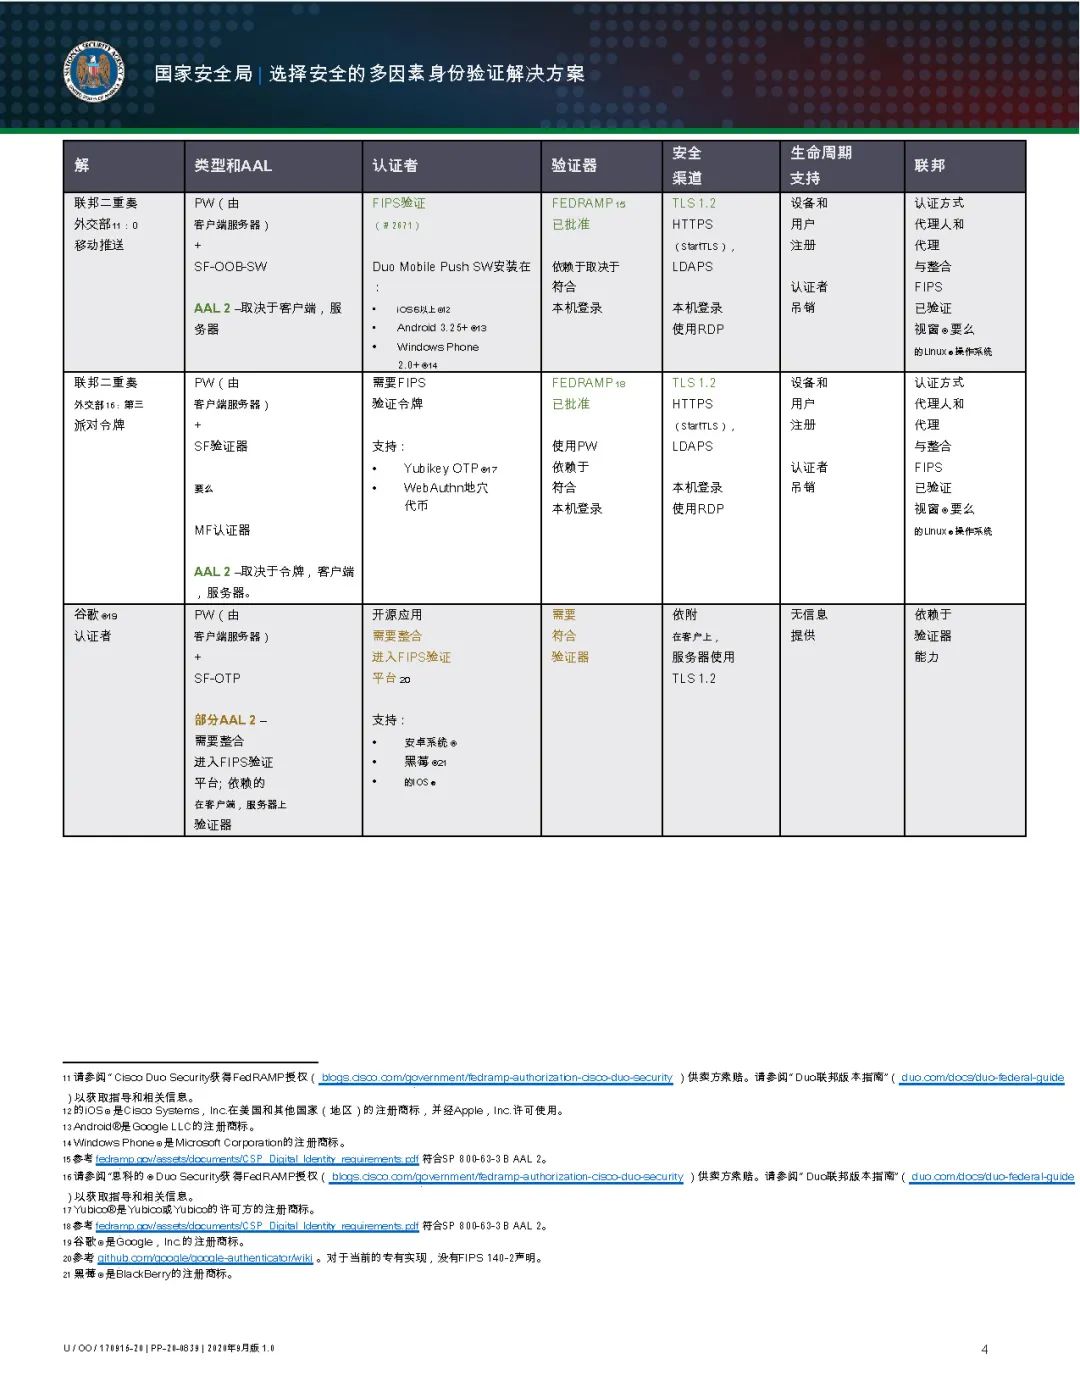 国家安全局 | 选择安全的多因素身份验证解决方案
解
类型和AAL
认证者
验证器
安全
渠道
生命周期
支持
联邦
联邦二重奏
外交部 11：0
移动推送
PW（由
客户端服务器）
+
SF-OOB-SW
AAL 2 –取决于客户端，服
务器
FIPS验证
（# 2671）
Duo Mobile Push SW安装在
：
• iOS6以上 ®12
• Android 3.25+ ®13
• Windows Phone
2.0+ ®14
FEDRAMP 15
已批准
依赖于取决于
符合
本机登录
TLS 1.2
HTTPS
（StartTLS），
LDAPS
本机登录
使用RDP
设备和
用户
注册
认证者
吊销
认证方式
代理人和
代理
与整合
FIPS
已验证
视窗 ® 要么
的Linux ® 操作系统
联邦二重奏
外交部 16：第三
派对令牌
PW（由
客户端服务器）
+
SF验证器
要么
MF认证器
AAL 2 –取决于令牌，客户端
，服务器。
需要FIPS
验证令牌
支持：
• Yubikey OTP ®17
• WebAuthn地穴
代币
FEDRAMP 18
已批准
使用PW
依赖于
符合
本机登录
TLS 1.2
HTTPS
（StartTLS），
LDAPS
本机登录
使用RDP
设备和
用户
注册
认证者
吊销
认证方式
代理人和
代理
与整合
FIPS
已验证
视窗 ® 要么
的Linux ® 操作系统
谷歌 ®19
认证者
PW（由
客户端服务器）
+
SF-OTP
部分AAL 2 –
需要整合
进入FIPS验证
平台; 依赖的
在客户端，服务器上
验证器
开源应用
需要整合
进入FIPS验证
平台 20
支持：
• 安卓系统 ®
• 黑莓 ®21
• 的iOS ®
需要
符合
验证器
依附
在客户上，
服务器使用
TLS 1.2
无信息
提供
依赖于
验证器
能力
11 请参阅“ Cisco Duo Security获得FedRAMP授权（ blogs.cisco.com/government/fedramp-authorization-cisco-duo-security ）供卖方索赔。请参阅“ Duo联邦版本指南”（ duo.com/docs/duo-federal-guide
）以获取指导和相关信息。
12 的iOS ® 是Cisco Systems，Inc.在美国和其他国家（地区）的注册商标，并经Apple，Inc.许可使用。
13 Android®是Google LLC的注册商标。
14 Windows Phone ® 是Microsoft Corporation的注册商标。
15 参考 fedramp.gov/assets/documents/CSP_Digital_Identity_requirements.pdf 符合SP 800-63-3 B AAL 2。
16 请参阅“思科的 ® Duo Security获得FedRAMP授权（ blogs.cisco.com/government/fedramp-authorization-cisco-duo-security ）供卖方索赔。请参阅“ Duo联邦版本指南”（ duo.com/docs/duo-federal-guide
）以获取指导和相关信息。
17 Yubico®是Yubico或Yubico的许可方的注册商标。
18 参考 fedramp.gov/assets/documents/CSP_Digital_Identity_requirements.pdf 符合SP 800-63-3 B AAL 2。
19 谷歌 ® 是Google，Inc.的注册商标。
20 参考 github.com/google/google-authenticator/wiki 。对于当前的专有实现，没有FIPS 140-2声明。
21 黑莓 ® 是BlackBerry的注册商标。
U / OO / 170916-20 | PP-20-0839 | 2020年9月版 1.0
4